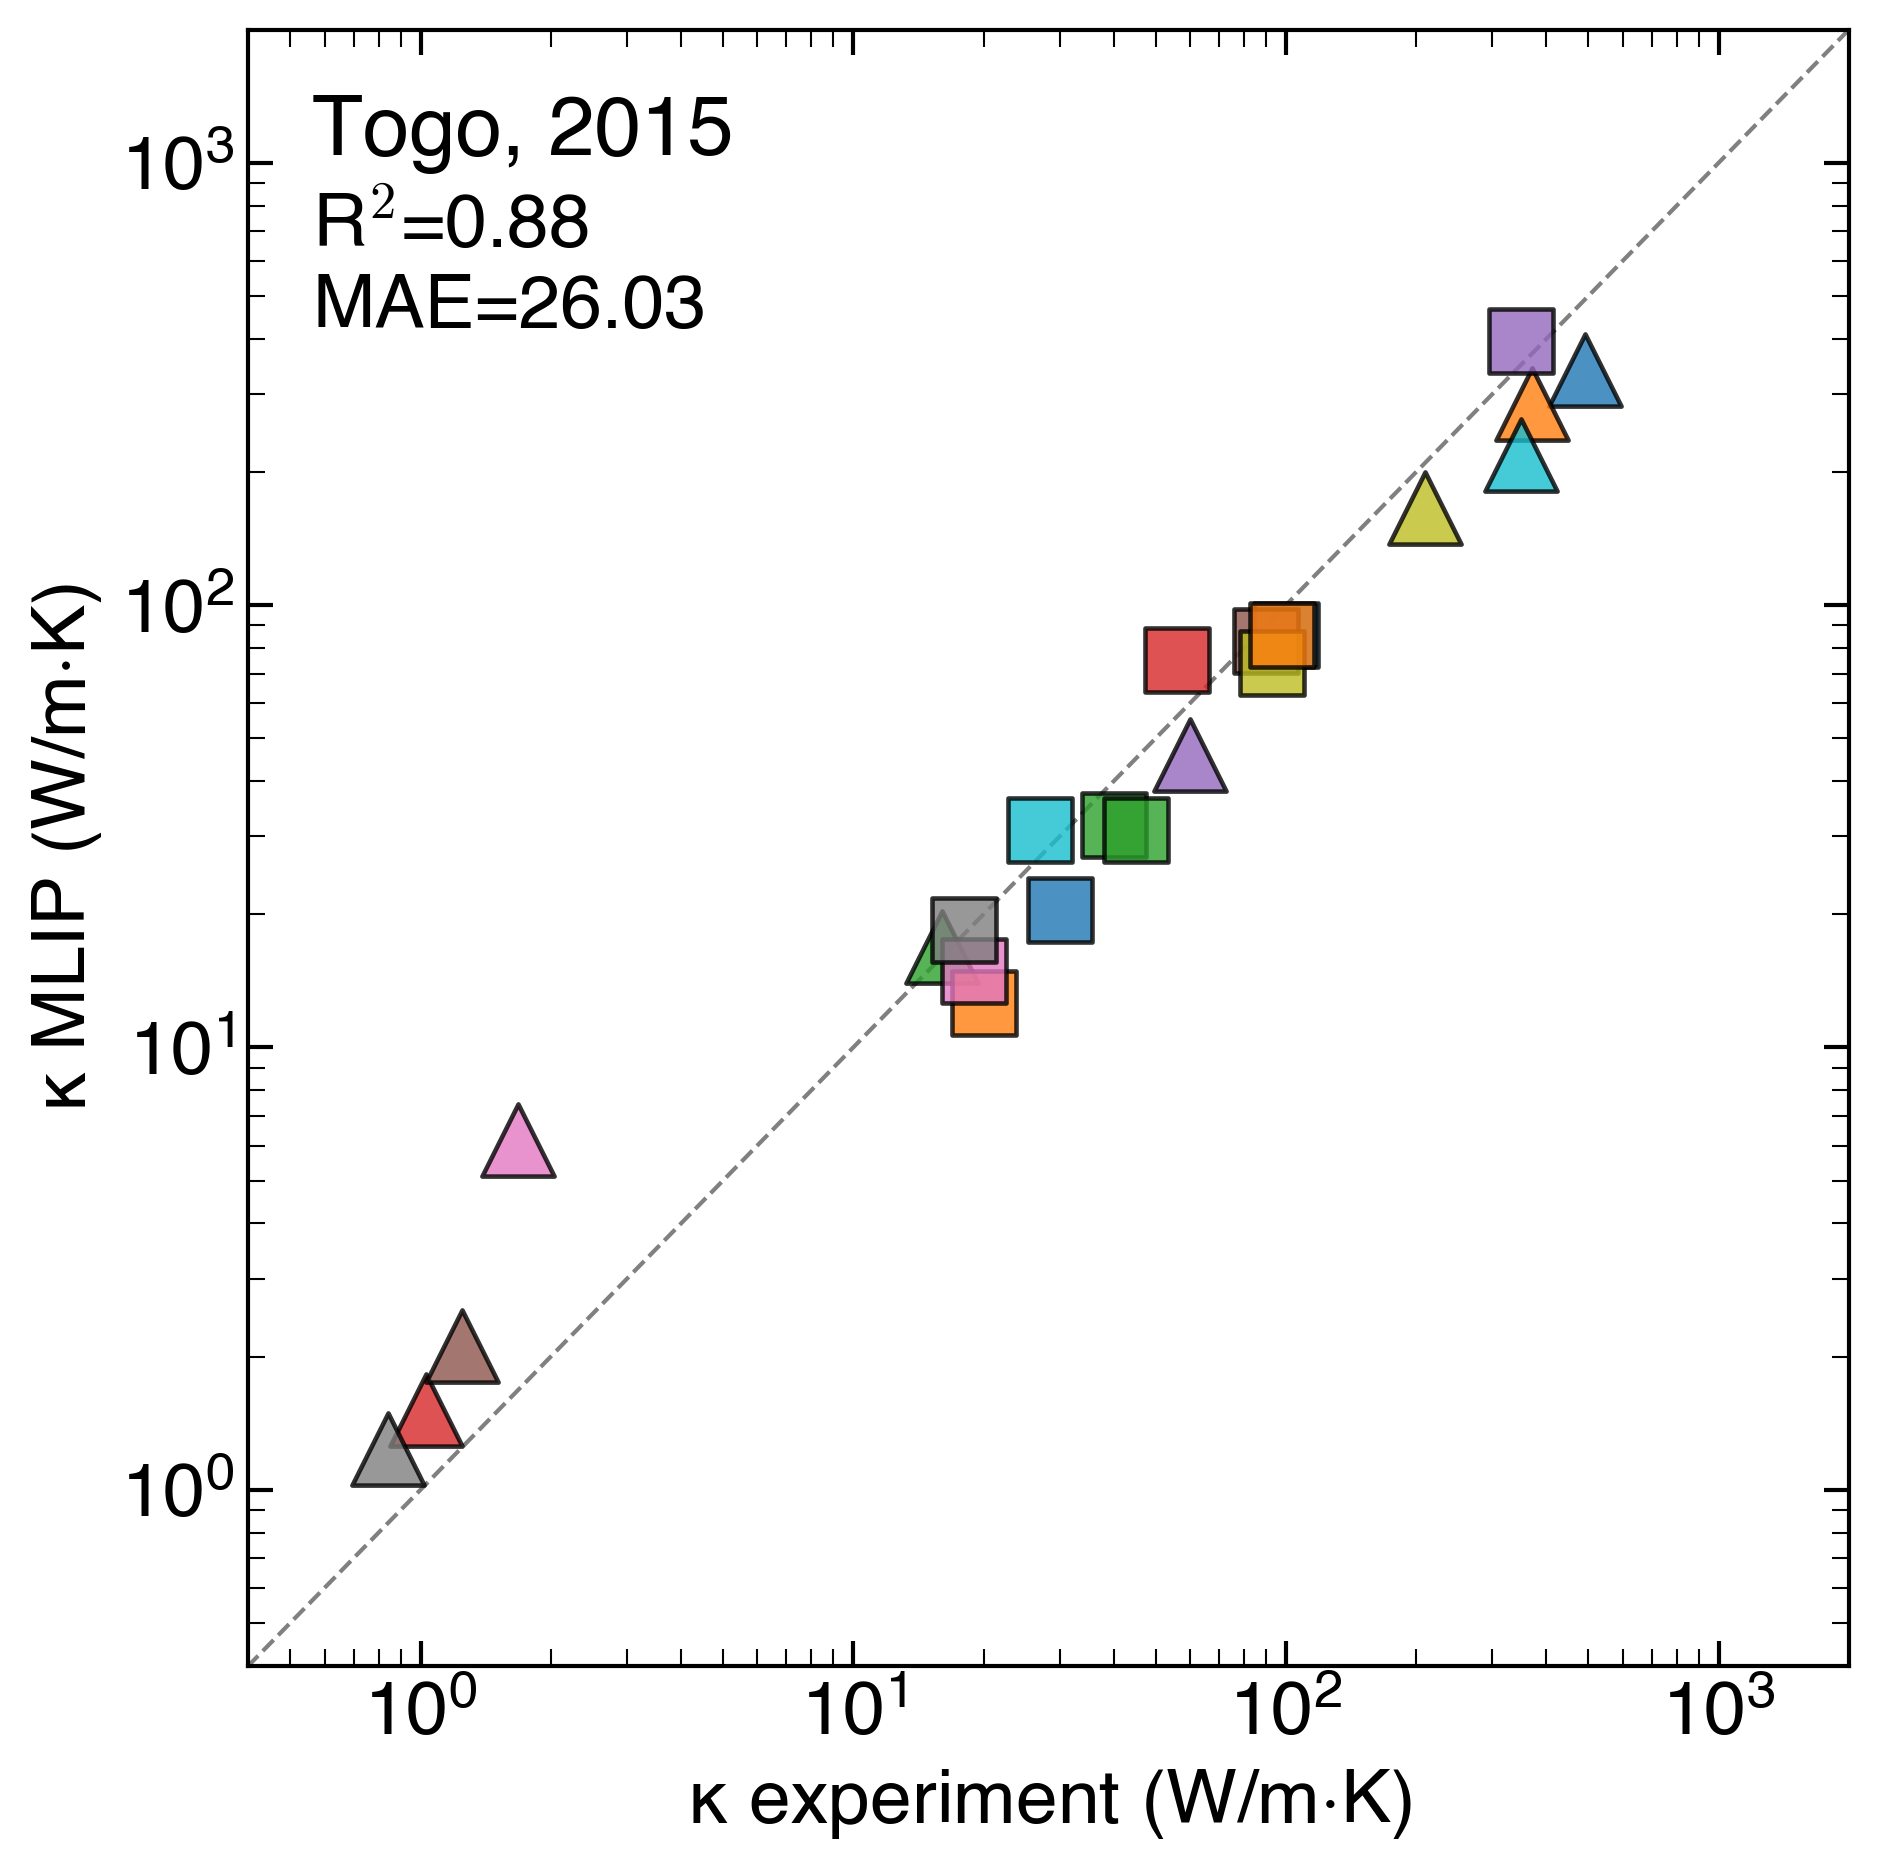 Togo, 2015
R²=0.88
MAE=26.03
κ MLIP (W/m·K)
10³
10²
10¹
10⁰
10⁰ 10¹ 10² 10³
κ experiment (W/m·K)